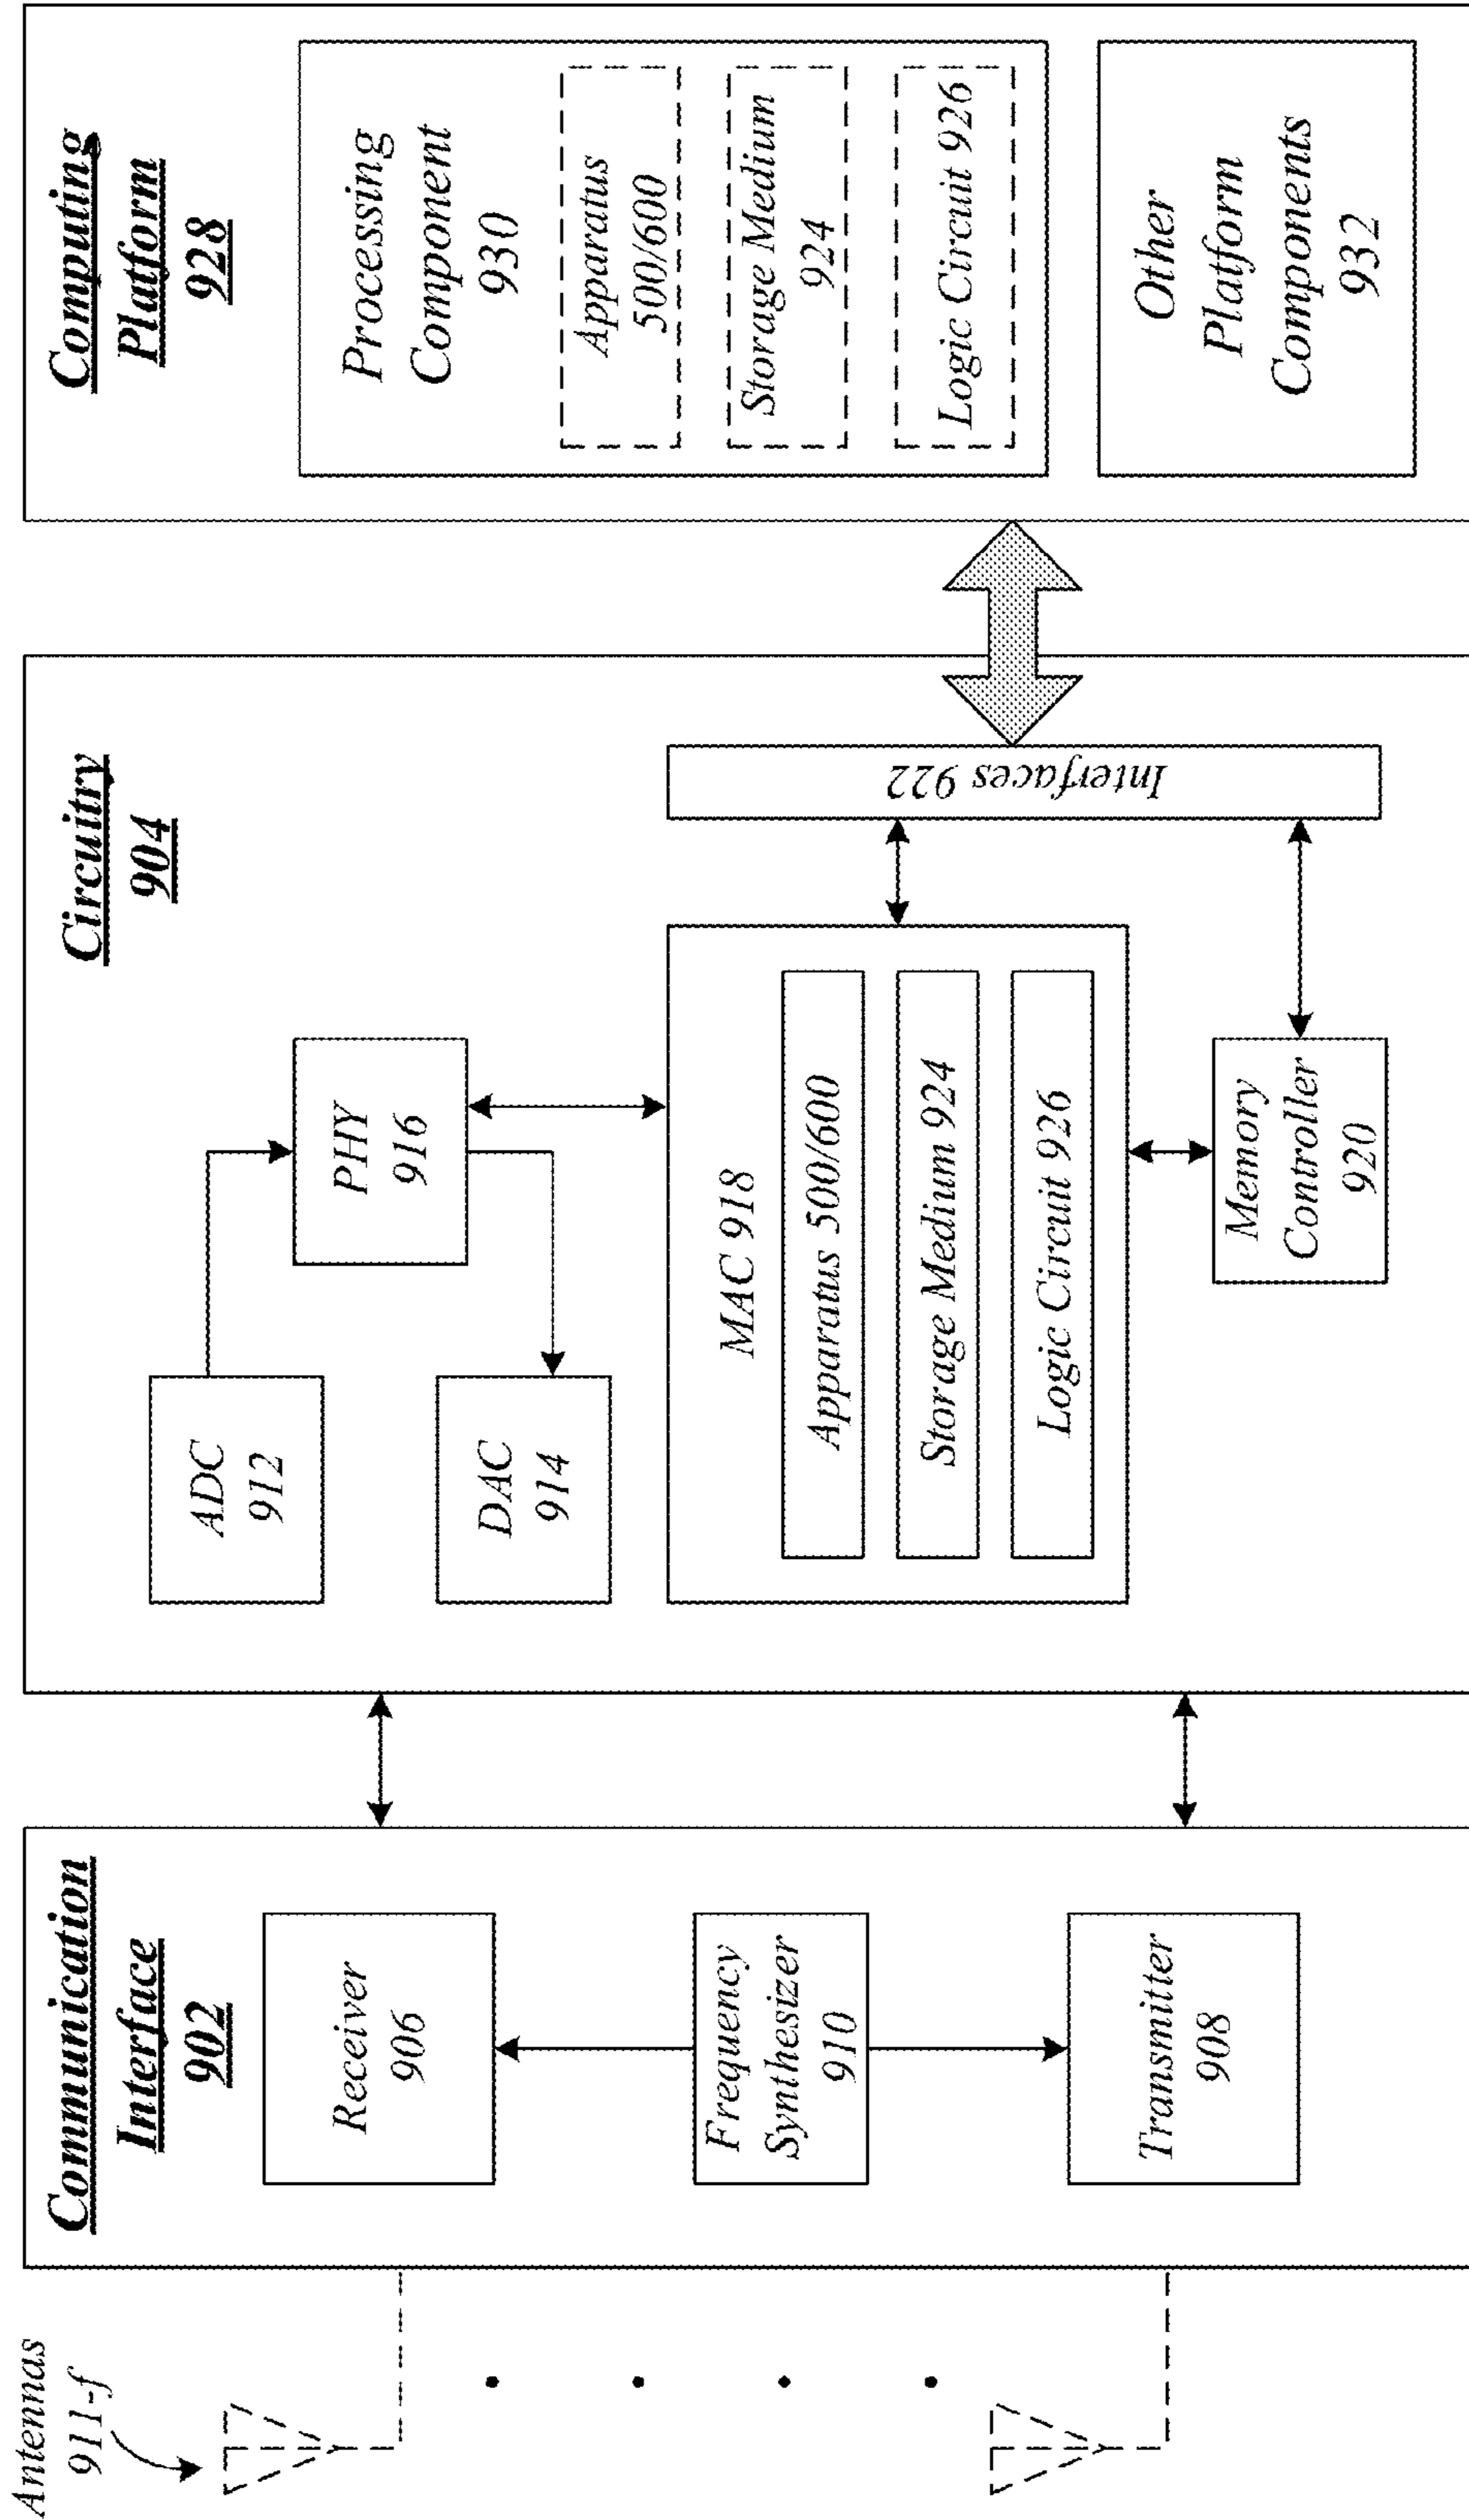 Antennas
911-f
Communication
Interface
902
Receiver
906
Frequency
Synthesizer
910
Transmitter
908
Circuitry
904
ADC
912
PHY
916
DAC
914
MAC 918
Apparatus 500/600
Storage Medium 924
Logic Circuit 926
Memory
Controller
920
Interfaces 922
Computing
Platform
928
Processing
Component
930
Apparatus
500/600
Storage Medium
924
Logic Circuit 926
Other
Platform
Components
932